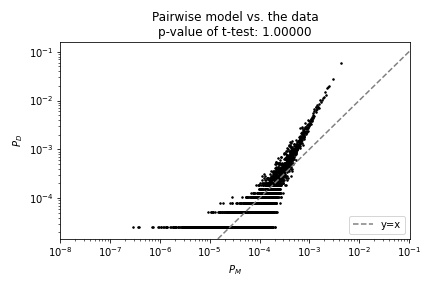 Pairwise model vs. the data
p-value of t-test: 1.00000
10⁻¹
10⁻²
10⁻³
10⁻⁴
P_D
y=x
10⁻⁸ 10⁻⁷ 10⁻⁶ 10⁻⁵ 10⁻⁴ 10⁻³ 10⁻² 10⁻¹
P_M